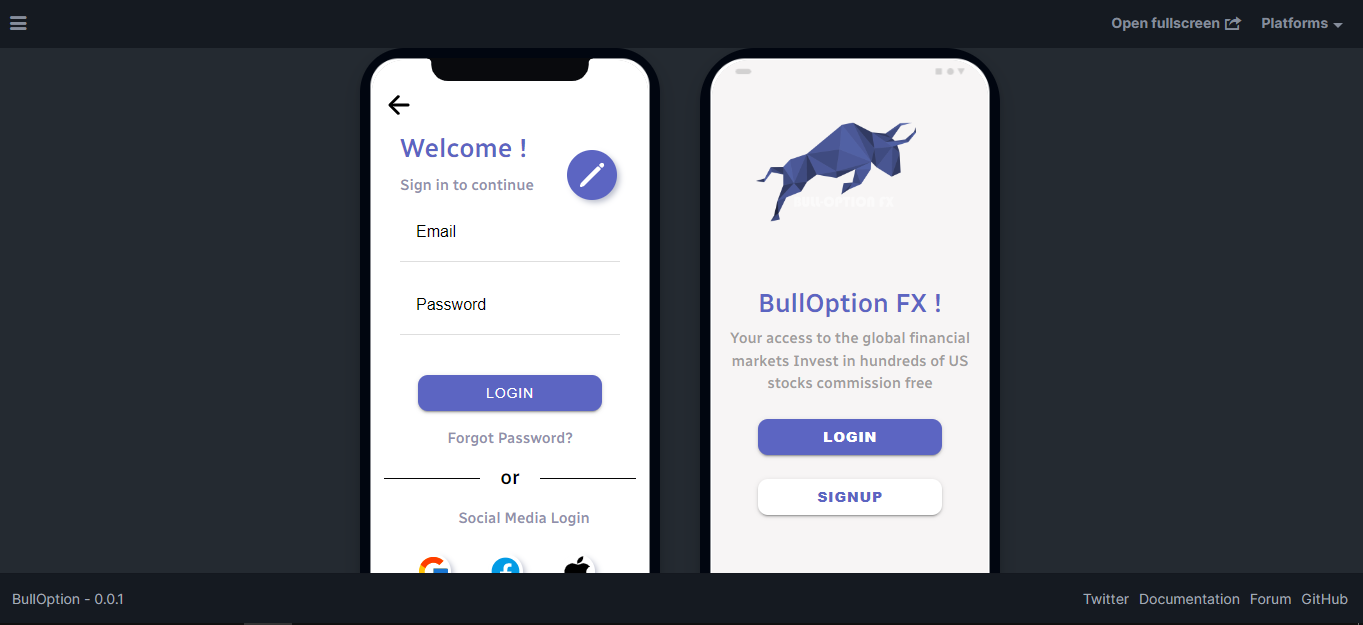 Open fullscreen
Platforms
Welcome !
Sign in to continue
Email
Password
LOGIN
Forgot Password?
or
Social Media Login
BullOption FX !
Your access to the global financial
markets Invest in hundreds of US
stocks commission free
LOGIN
SIGNUP
BullOption - 0.0.1
Twitter
Documentation
Forum
GitHub